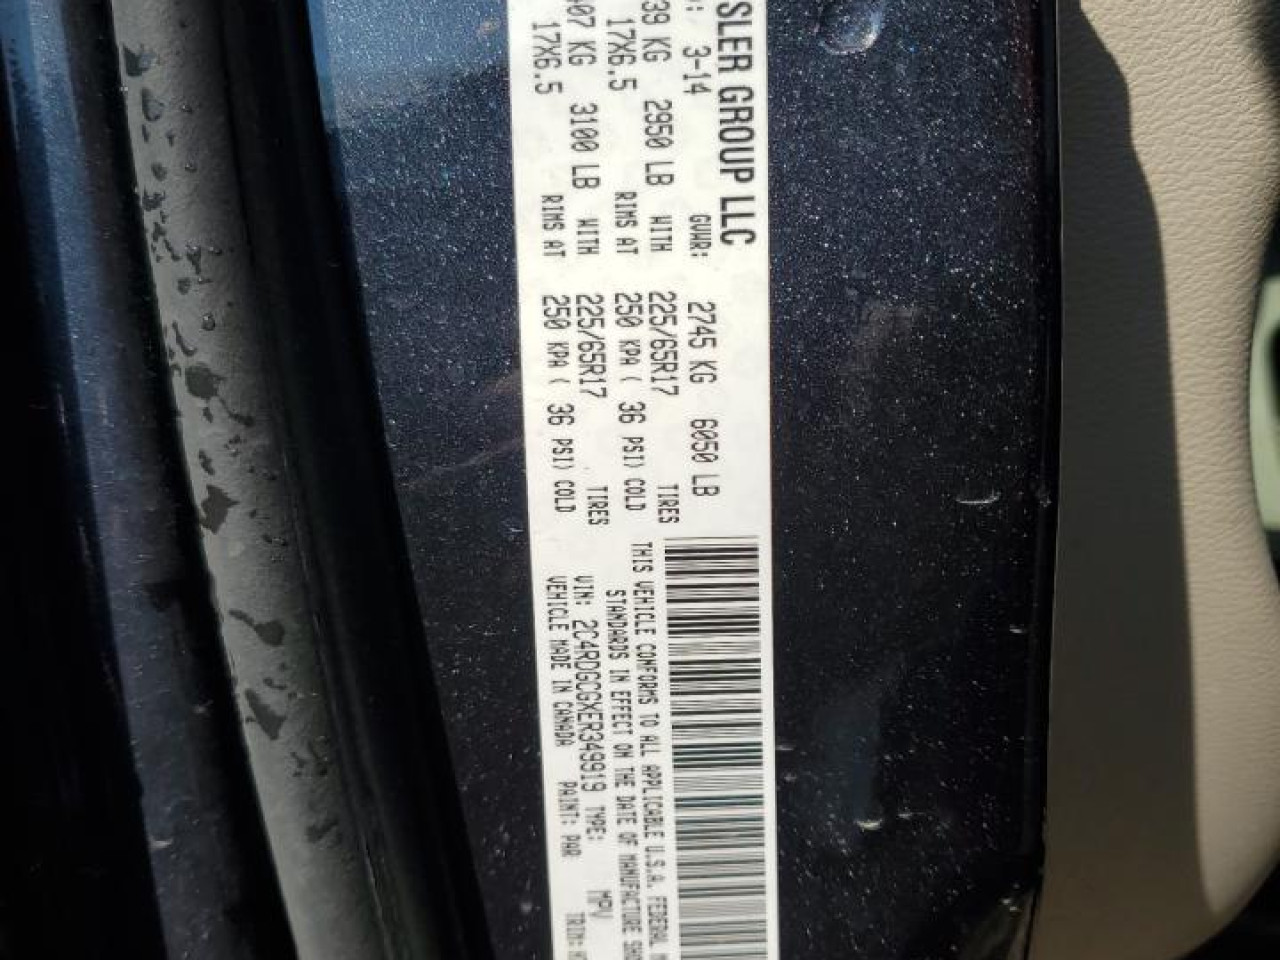 SLER GROUP LLC
: 3-14 GVWR: 2745 KG 6050 LB
39 KG 2950 LB WITH 225/65R17 TIRES
17X6.5 RIMS AT 250 KPA ( 36 PSI) COLD
07 KG 3100 LB WITH 225/65R17 TIRES
17X6.5 RIMS AT 250 KPA ( 36 PSI) COLD
THIS VEHICLE CONFORMS TO ALL APPLICABLE U.S.A. FEDERAL
STANDARDS IN EFFECT ON THE DATE OF MANUFACTURE
VIN: 2C4RDGCGXER349919 TYPE: MPV
VEHICLE MADE IN CANADA PAINT: PAR TRIM: